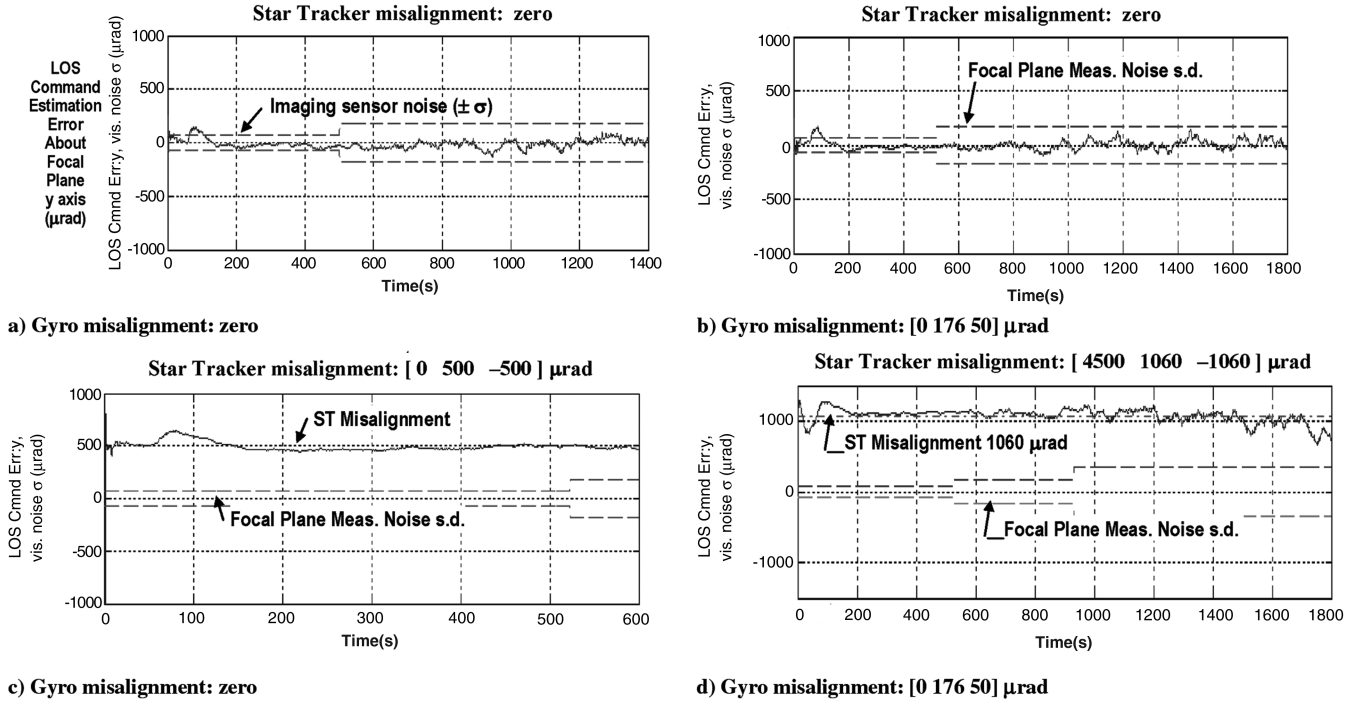 Star Tracker misalignment: zero
LOS
Command
Estimation
Error
About
Focal
Plane
y axis
(μrad)
LOS Cmnd Err:y, vis. noise σ (μrad)
1000
500
0
-500
-1000
Imaging sensor noise (± σ)
0 200 400 600 800 1000 1200 1400
Time(s)
a) Gyro misalignment: zero
Star Tracker misalignment: zero
LOS Cmnd Err:y,
vis. noise σ (μrad)
1000
500
0
-500
-1000
Focal Plane Meas. Noise s.d.
0 200 400 600 800 1000 1200 1400 1600 1800
Time(s)
b) Gyro misalignment: [0 176 50] μrad
Star Tracker misalignment: [ 0 500 −500 ] μrad
LOS Cmnd Err:y,
vis. noise σ (μrad)
1000
500
0
-500
-1000
ST Misalignment
Focal Plane Meas. Noise s.d.
0 100 200 300 400 500 600
Time(s)
c) Gyro misalignment: zero
Star Tracker misalignment: [ 4500 1060 −1060 ] μrad
LOS Cmnd Err:y,
vis. noise σ (μrad)
1000
0
-1000
ST Misalignment 1060 μrad
Focal Plane Meas. Noise s.d.
0 200 400 600 800 1000 1200 1400 1600 1800
Time(s)
d) Gyro misalignment: [0 176 50] μrad